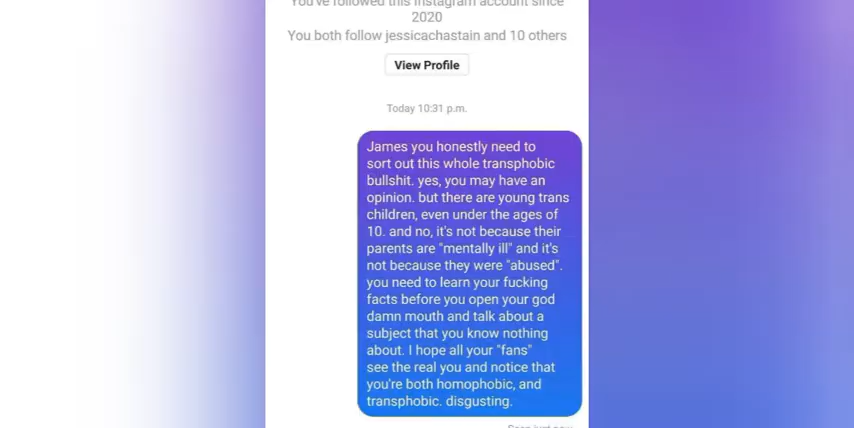 You've followed this Instagram account since
2020
You both follow jessicachastain and 10 others
View Profile
Today 10:31 p.m.
James you honestly need to
sort out this whole transphobic
bullshit. yes, you may have an
opinion. but there are young trans
children, even under the ages of
10. and no, it's not because their
parents are "mentally ill" and it's
not because they were "abused".
you need to learn your fucking
facts before you open your god
damn mouth and talk about a
subject that you know nothing
about. I hope all your "fans"
see the real you and notice that
you're both homophobic, and
transphobic. disgusting.